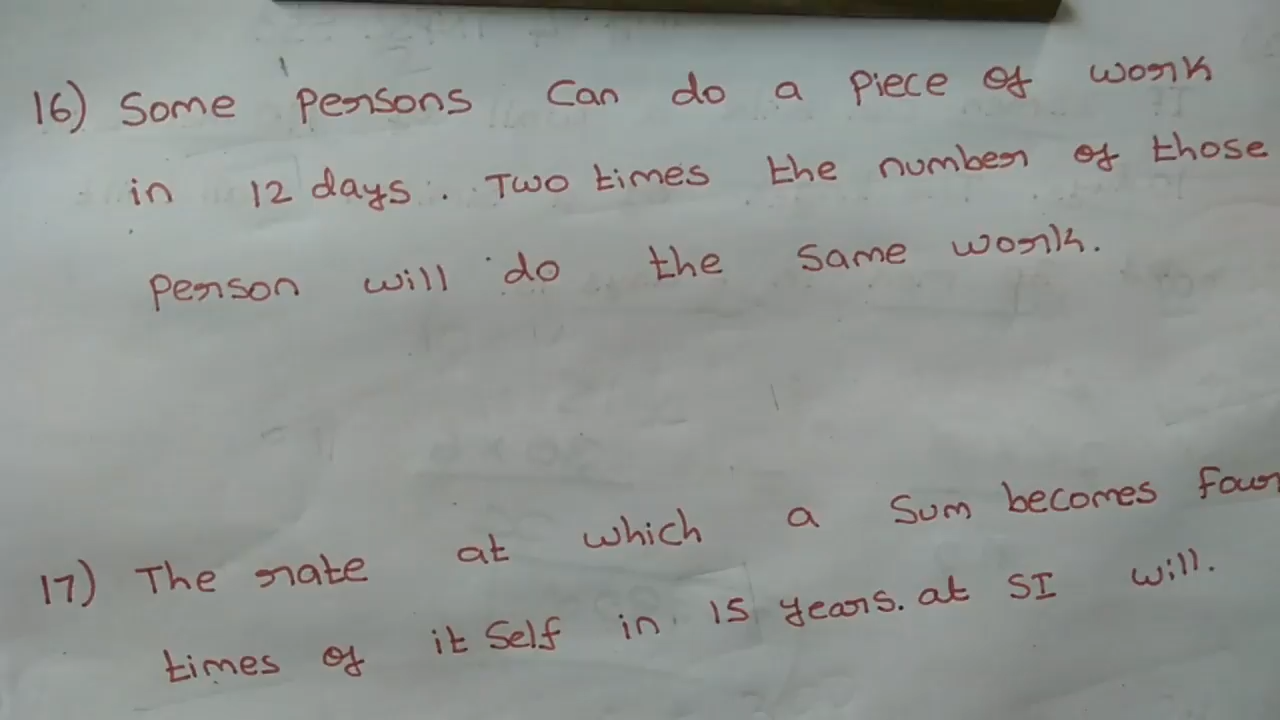 16) Some persons can do a piece of work
in 12 days. Two times the number of those
person will do the same work.
17) The rate at which a sum becomes four
times of it self in 15 years. at SI will.